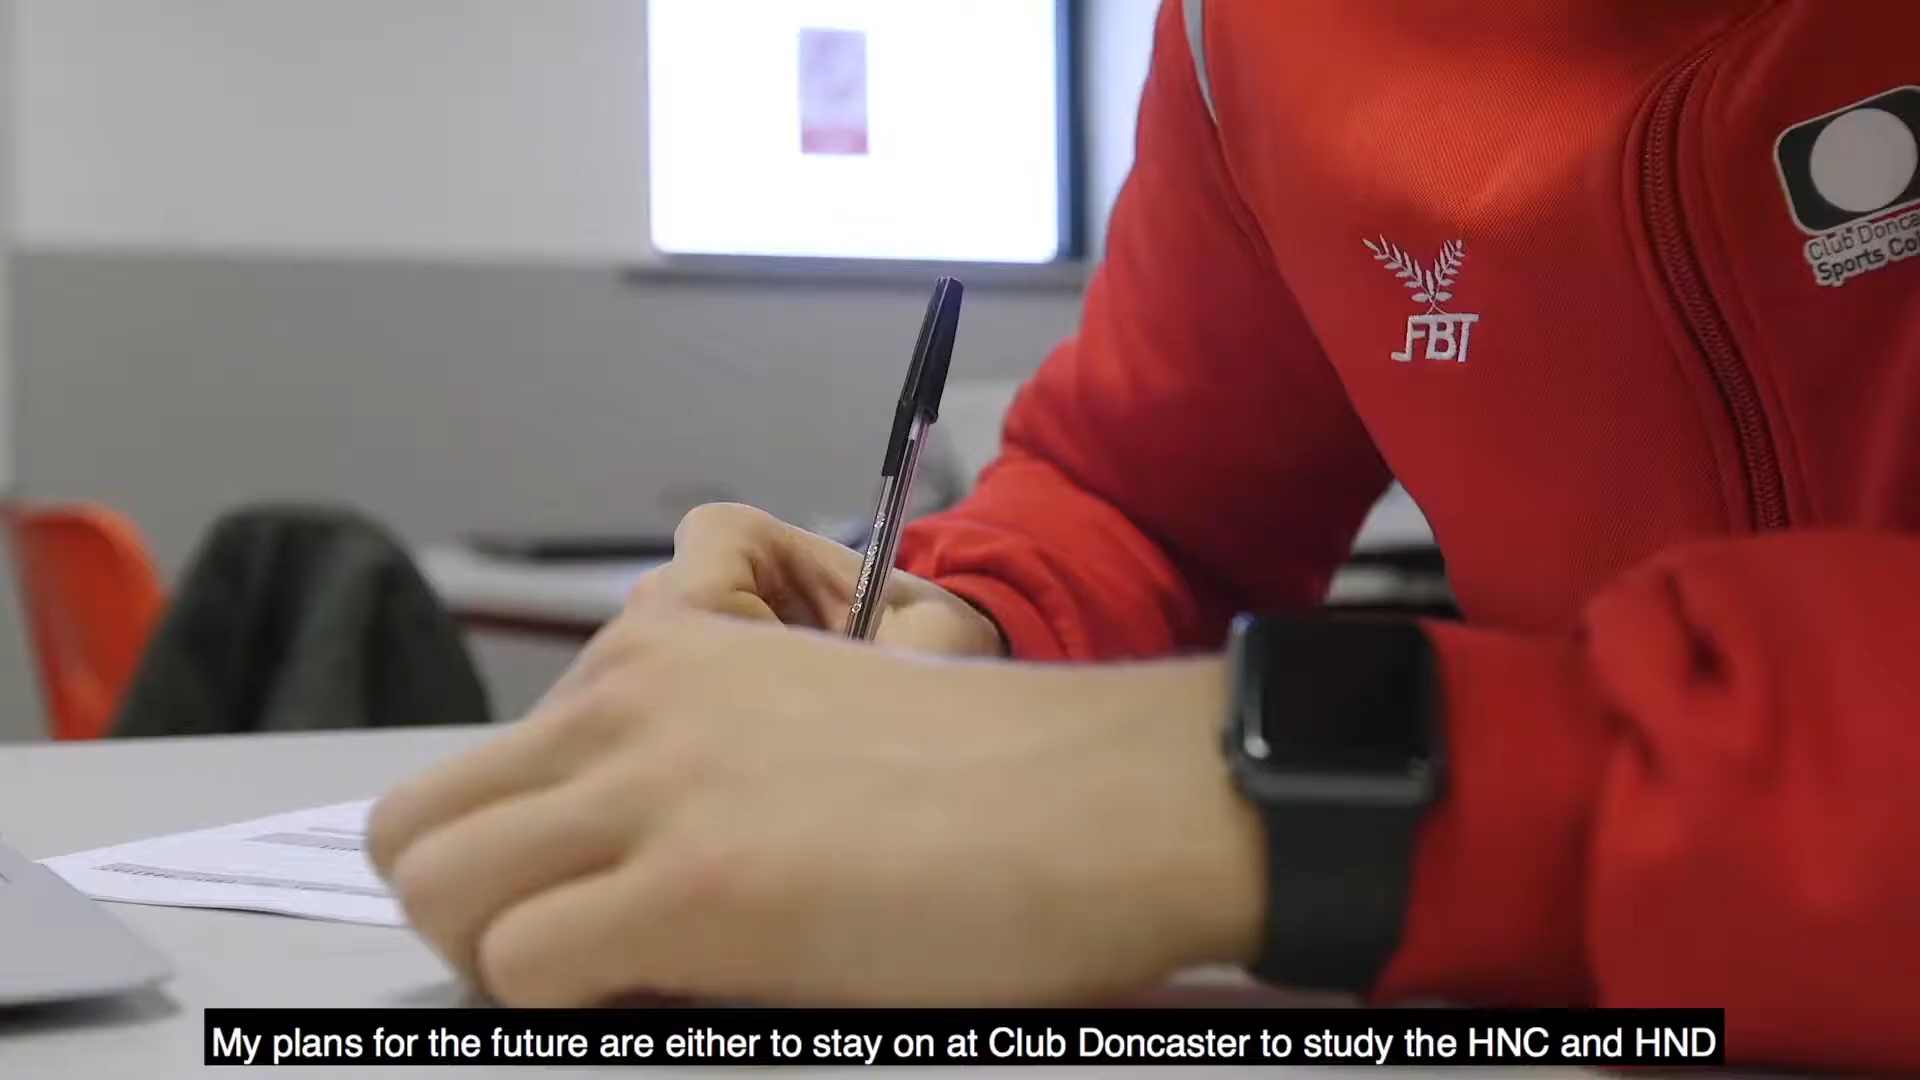 Club Donca
Sports Co
FBT
Q-CONNECT
My plans for the future are either to stay on at Club Doncaster to study the HNC and HND